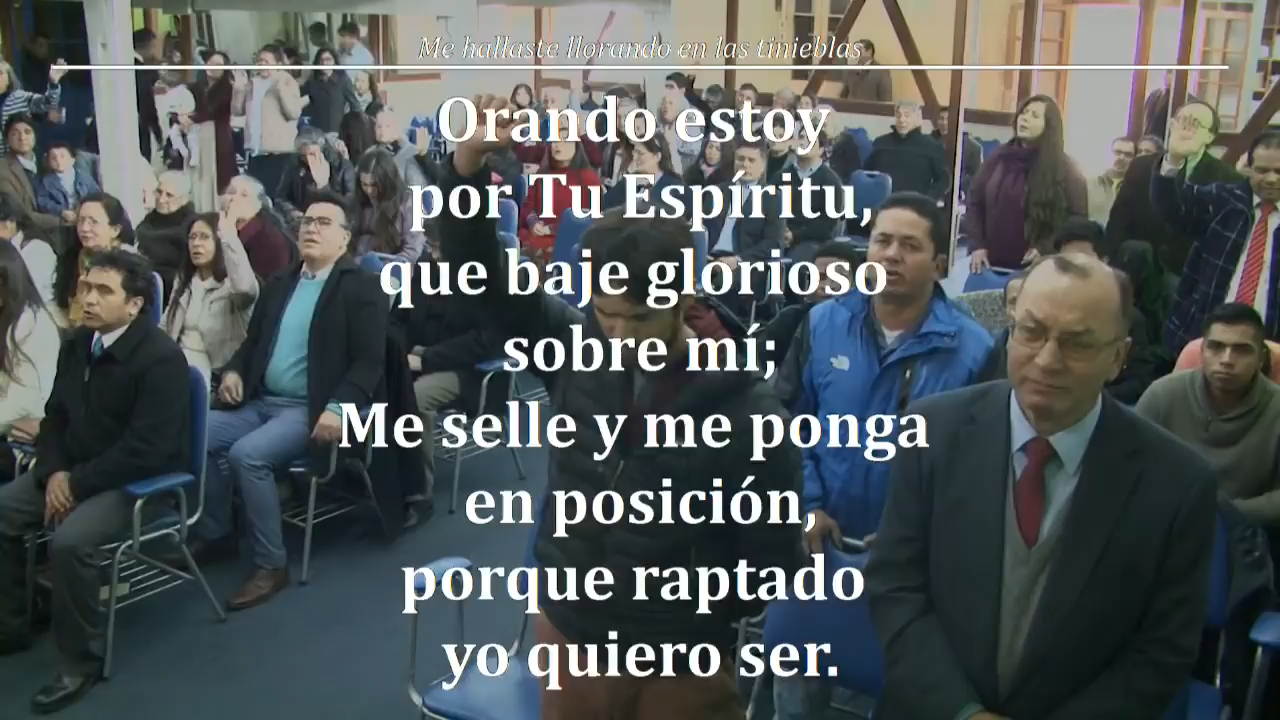 Me hallaste llorando en las tinieblas
Orando estoy
por Tu Espíritu,
que baje glorioso
sobre mí;
Me selle y me ponga
en posición,
porque raptado
yo quiero ser.